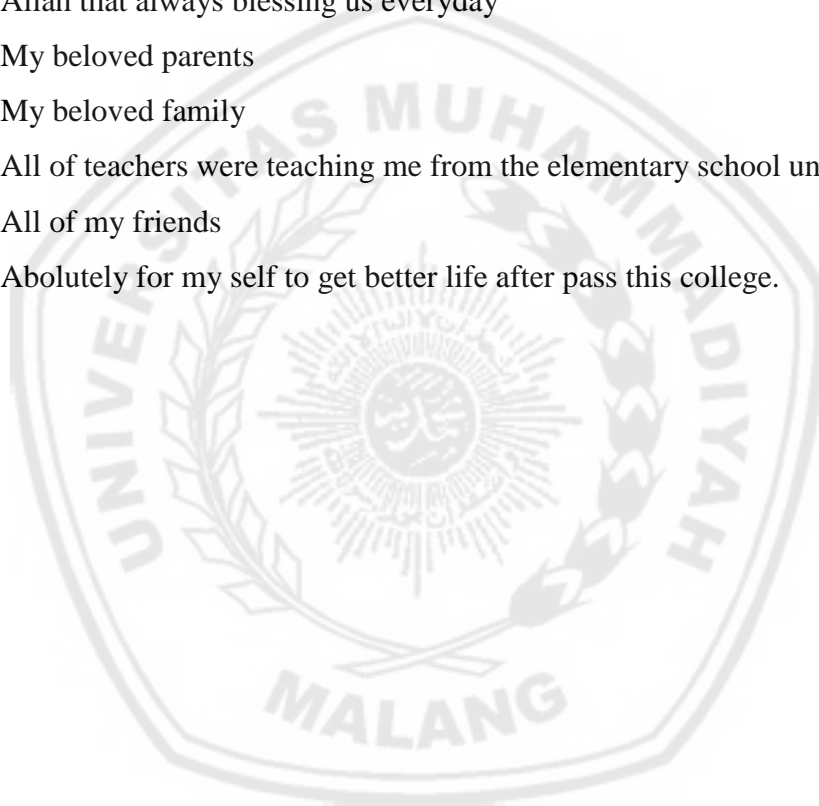 Allah that always blessing us everyday
My beloved parents
My beloved family
All of teachers were teaching me from the elementary school
All of my friends
Abolutely for my self to get better life after pass this college.
UNIVERSITAS MUHAMMADIYAH
MALANG